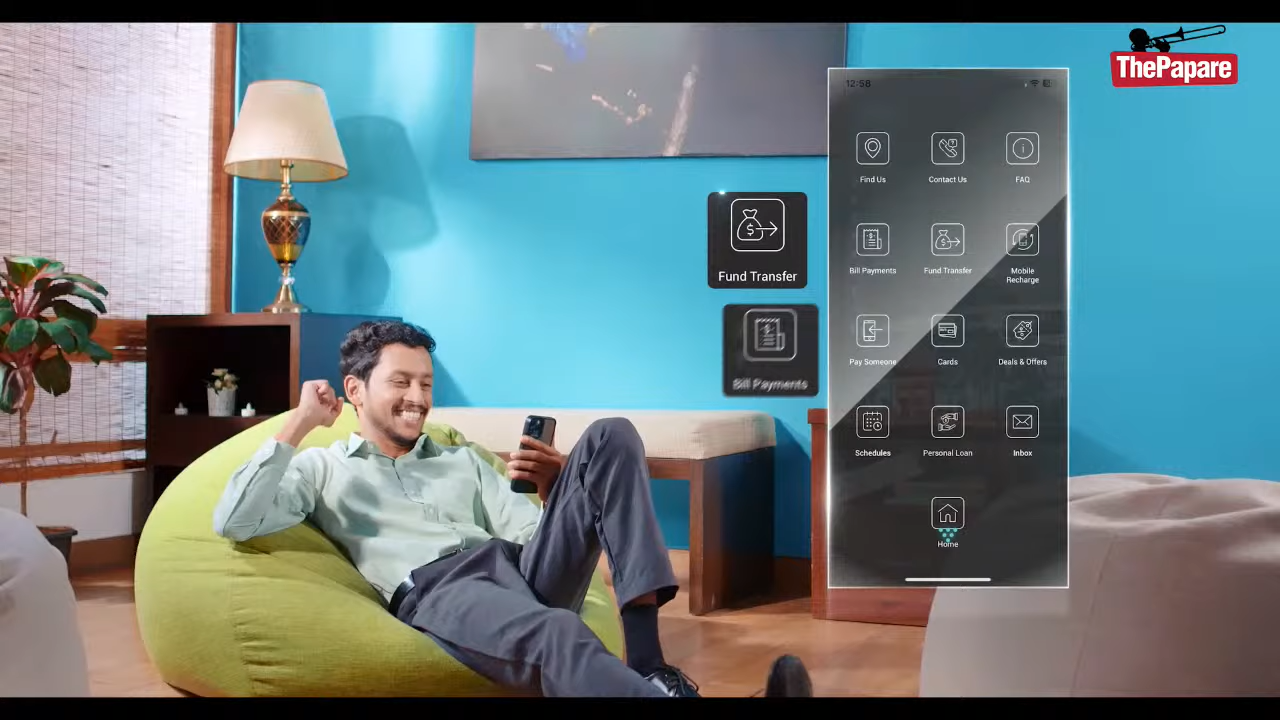 ThePapare
12:58
Find Us
Contact Us
FAQ
Bill Payments
Fund Transfer
Mobile
Recharge
Pay Someone
Cards
Deals & Offers
Schedules
Personal Loan
Inbox
Home
Fund Transfer
Bill Payments